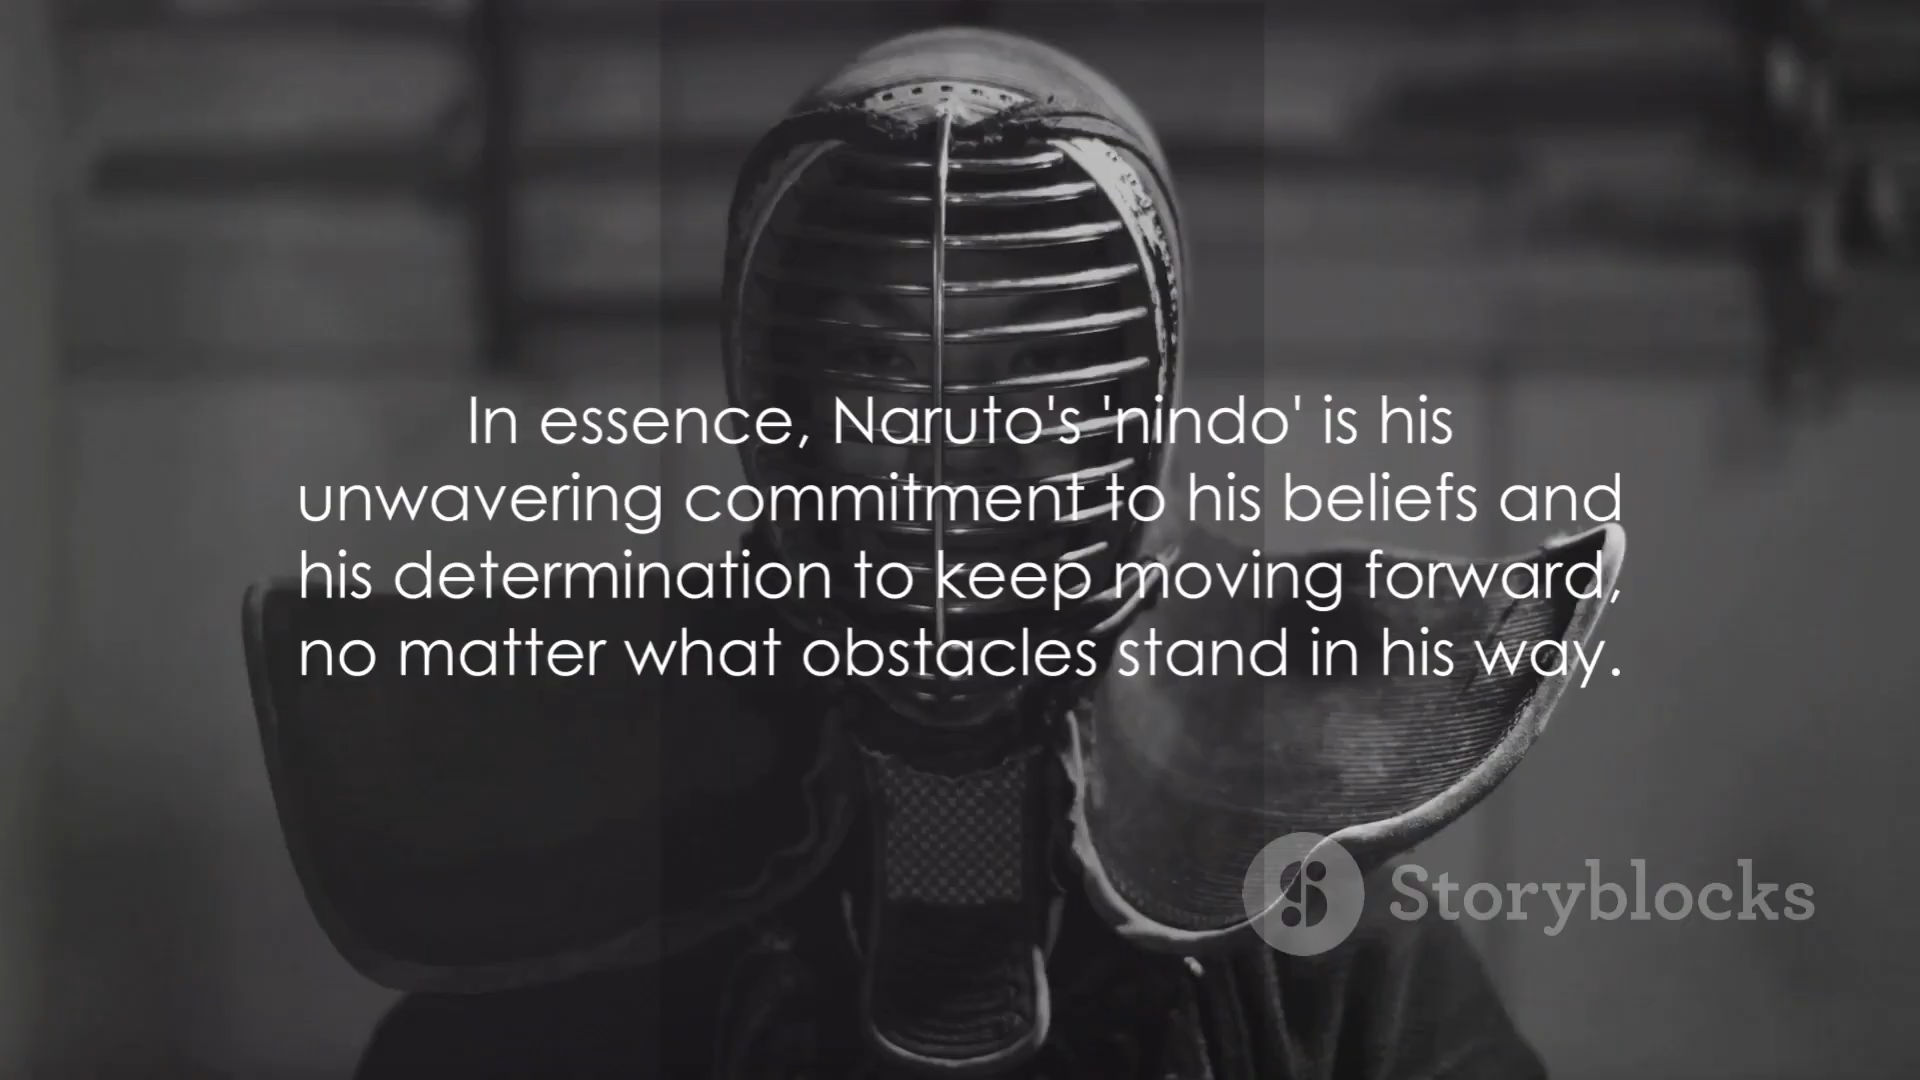 In essence, Naruto's 'nindo' is his
unwavering commitment to his beliefs and
his determination to keep moving forward,
no matter what obstacles stand in his way.
Storyblocks